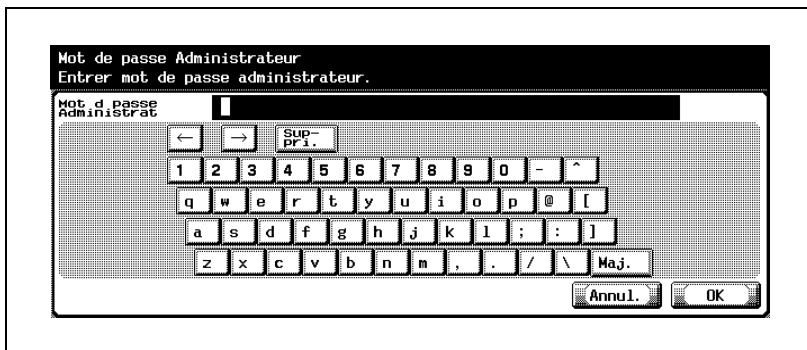 Mot de passe Administrateur
Entrer mot de passe administrateur.
Mot d.passe
Administrat
← → Sup-
pri.
1 2 3 4 5 6 7 8 9 0 - ^
q w e r t y u i o p @ [
a s d f g h j k l ; : ]
z x c v b n m , . / \ Maj.
Annul. OK